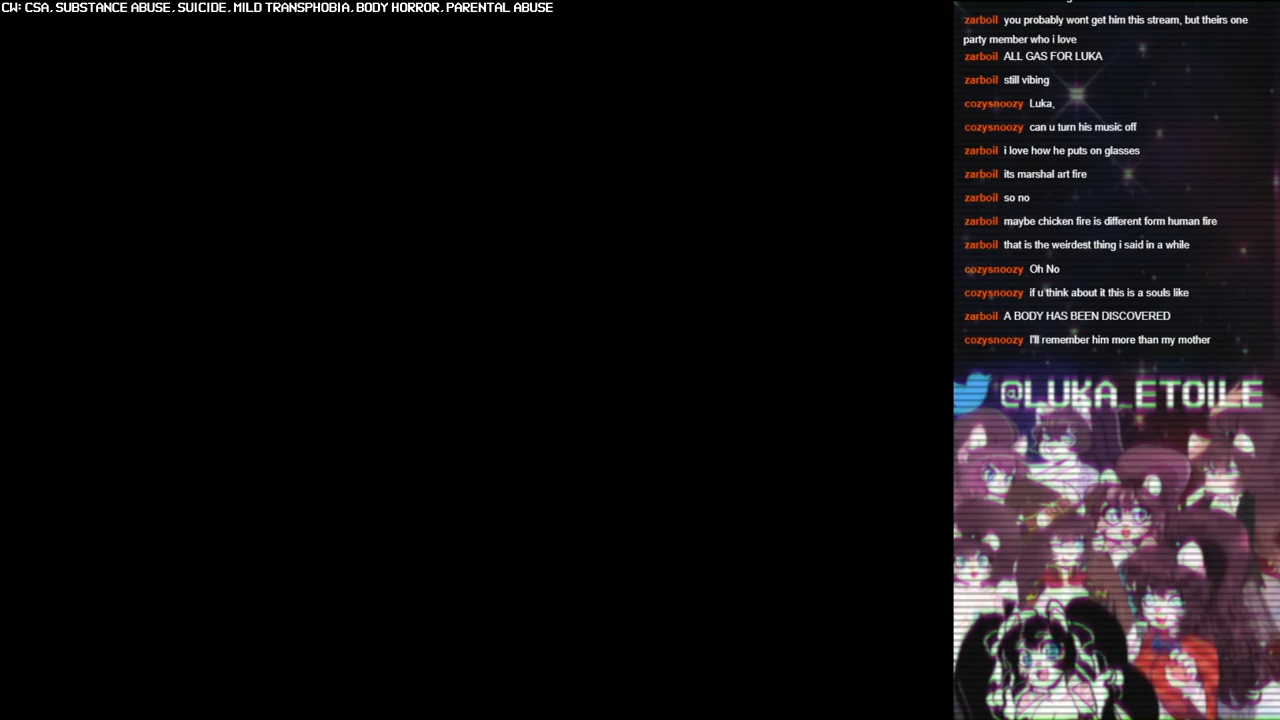 CW: CSA, SUBSTANCE ABUSE, SUICIDE, MILD TRANSPHOBIA, BODY HORROR, PARENTAL ABUSE
zarboil you probably wont get him this stream, but theirs one
party member who i love
zarboil ALL GAS FOR LUKA
zarboil still vibing
cozysnoozy Luka,
cozysnoozy can u turn his music off
zarboil i love how he puts on glasses
zarboil its marshal art fire
zarboil so no
zarboil maybe chicken fire is different form human fire
zarboil that is the weirdest thing i said in a while
cozysnoozy Oh No
cozysnoozy if u think about it this is a souls like
zarboil A BODY HAS BEEN DISCOVERED
cozysnoozy I'll remember him more than my mother
@LUKA_ETOILE